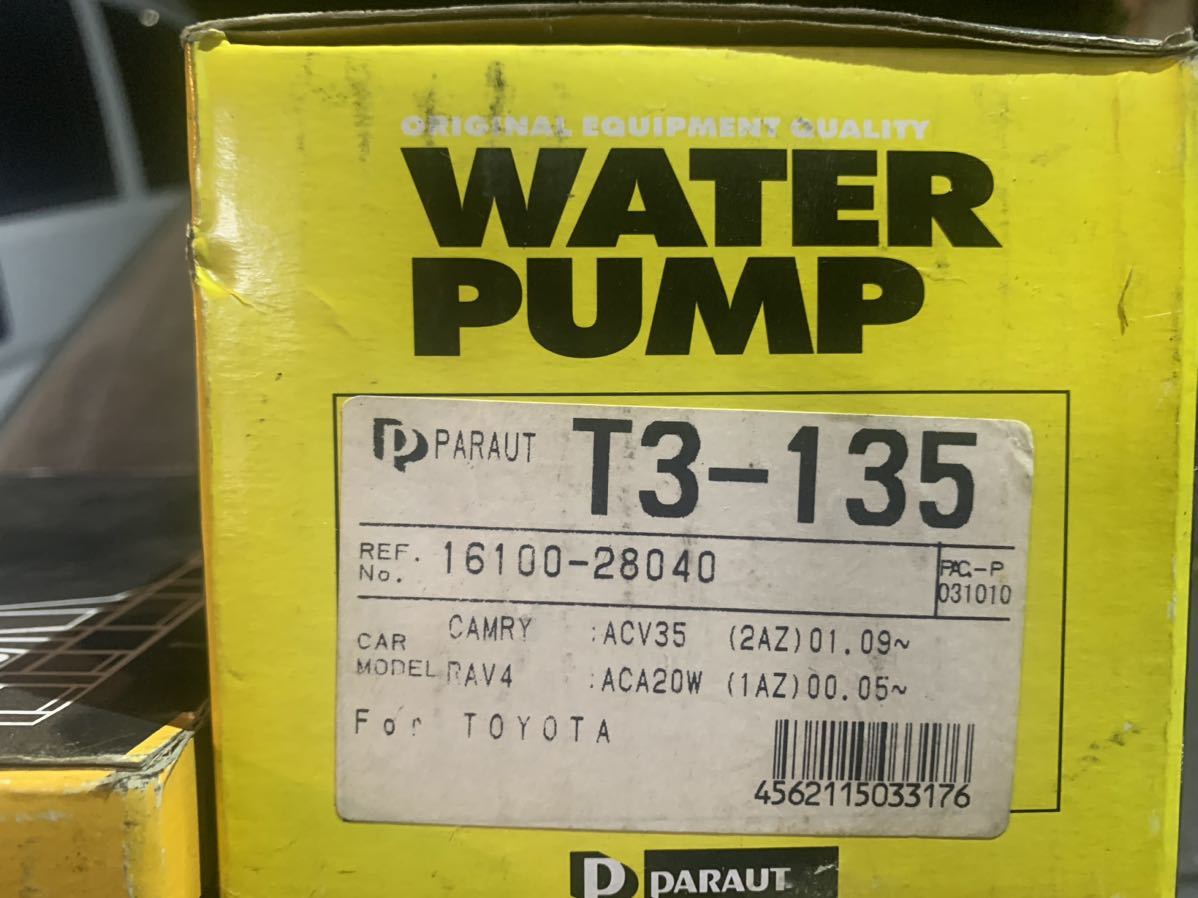 ORIGINAL EQUIPMENT QUALITY
WATER
PUMP
PARAUT T3-135
REF. No. 16100-28040
PAC.-P
031010
CAR MODEL
CAMRY :ACV35 (2AZ)01.09~
RAV4 :ACA20W (1AZ)00.05~
For TOYOTA
4562115033176
PARAUT